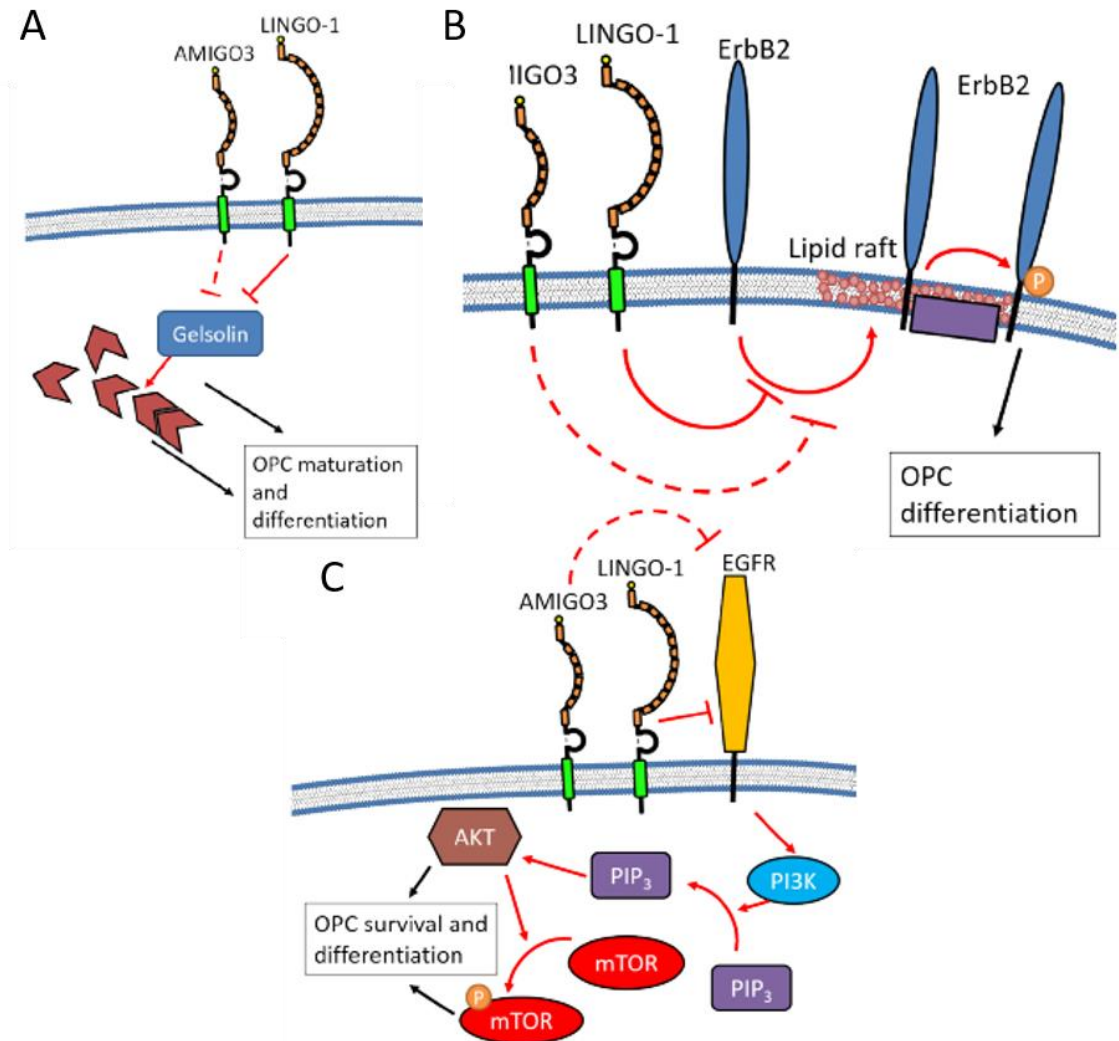 A
AMIGO3
LINGO-1
Gelsolin
OPC maturation
and
differentiation
B
IIGO3
LINGO-1
ErbB2
ErbB2
Lipid raft
P
OPC
differentiation
C
AMIGO3
LINGO-1
EGFR
AKT
PIP₃
PI3K
OPC survival and
differentiation
mTOR
PIP₃
P
mTOR